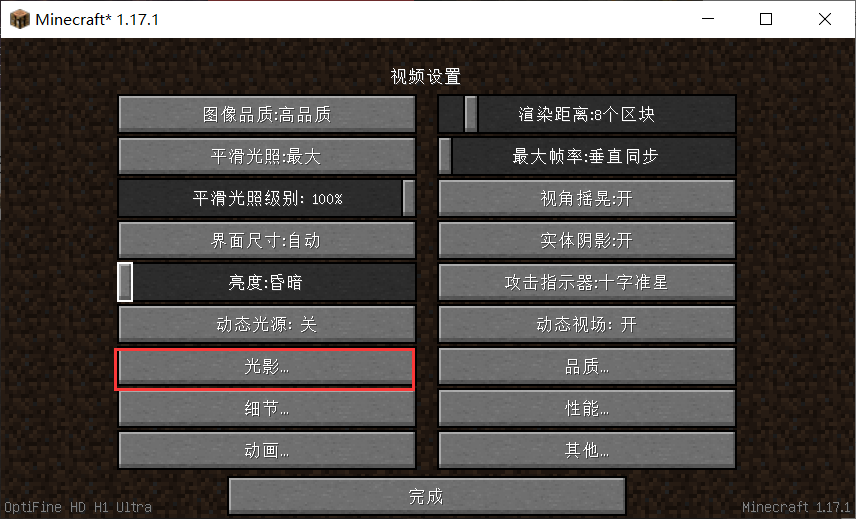 Minecraft* 1.17.1
视频设置
图像品质:高品质
渲染距离:8个区块
平滑光照:最大
最大帧率:垂直同步
平滑光照级别: 100%
视角摇晃:开
界面尺寸:自动
实体阴影:开
亮度:昏暗
攻击指示器:十字准星
动态光源: 关
动态视场: 开
光影...
品质...
细节...
性能...
动画...
其他...
完成
OptiFine HD H1 Ultra
Minecraft 1.17.1